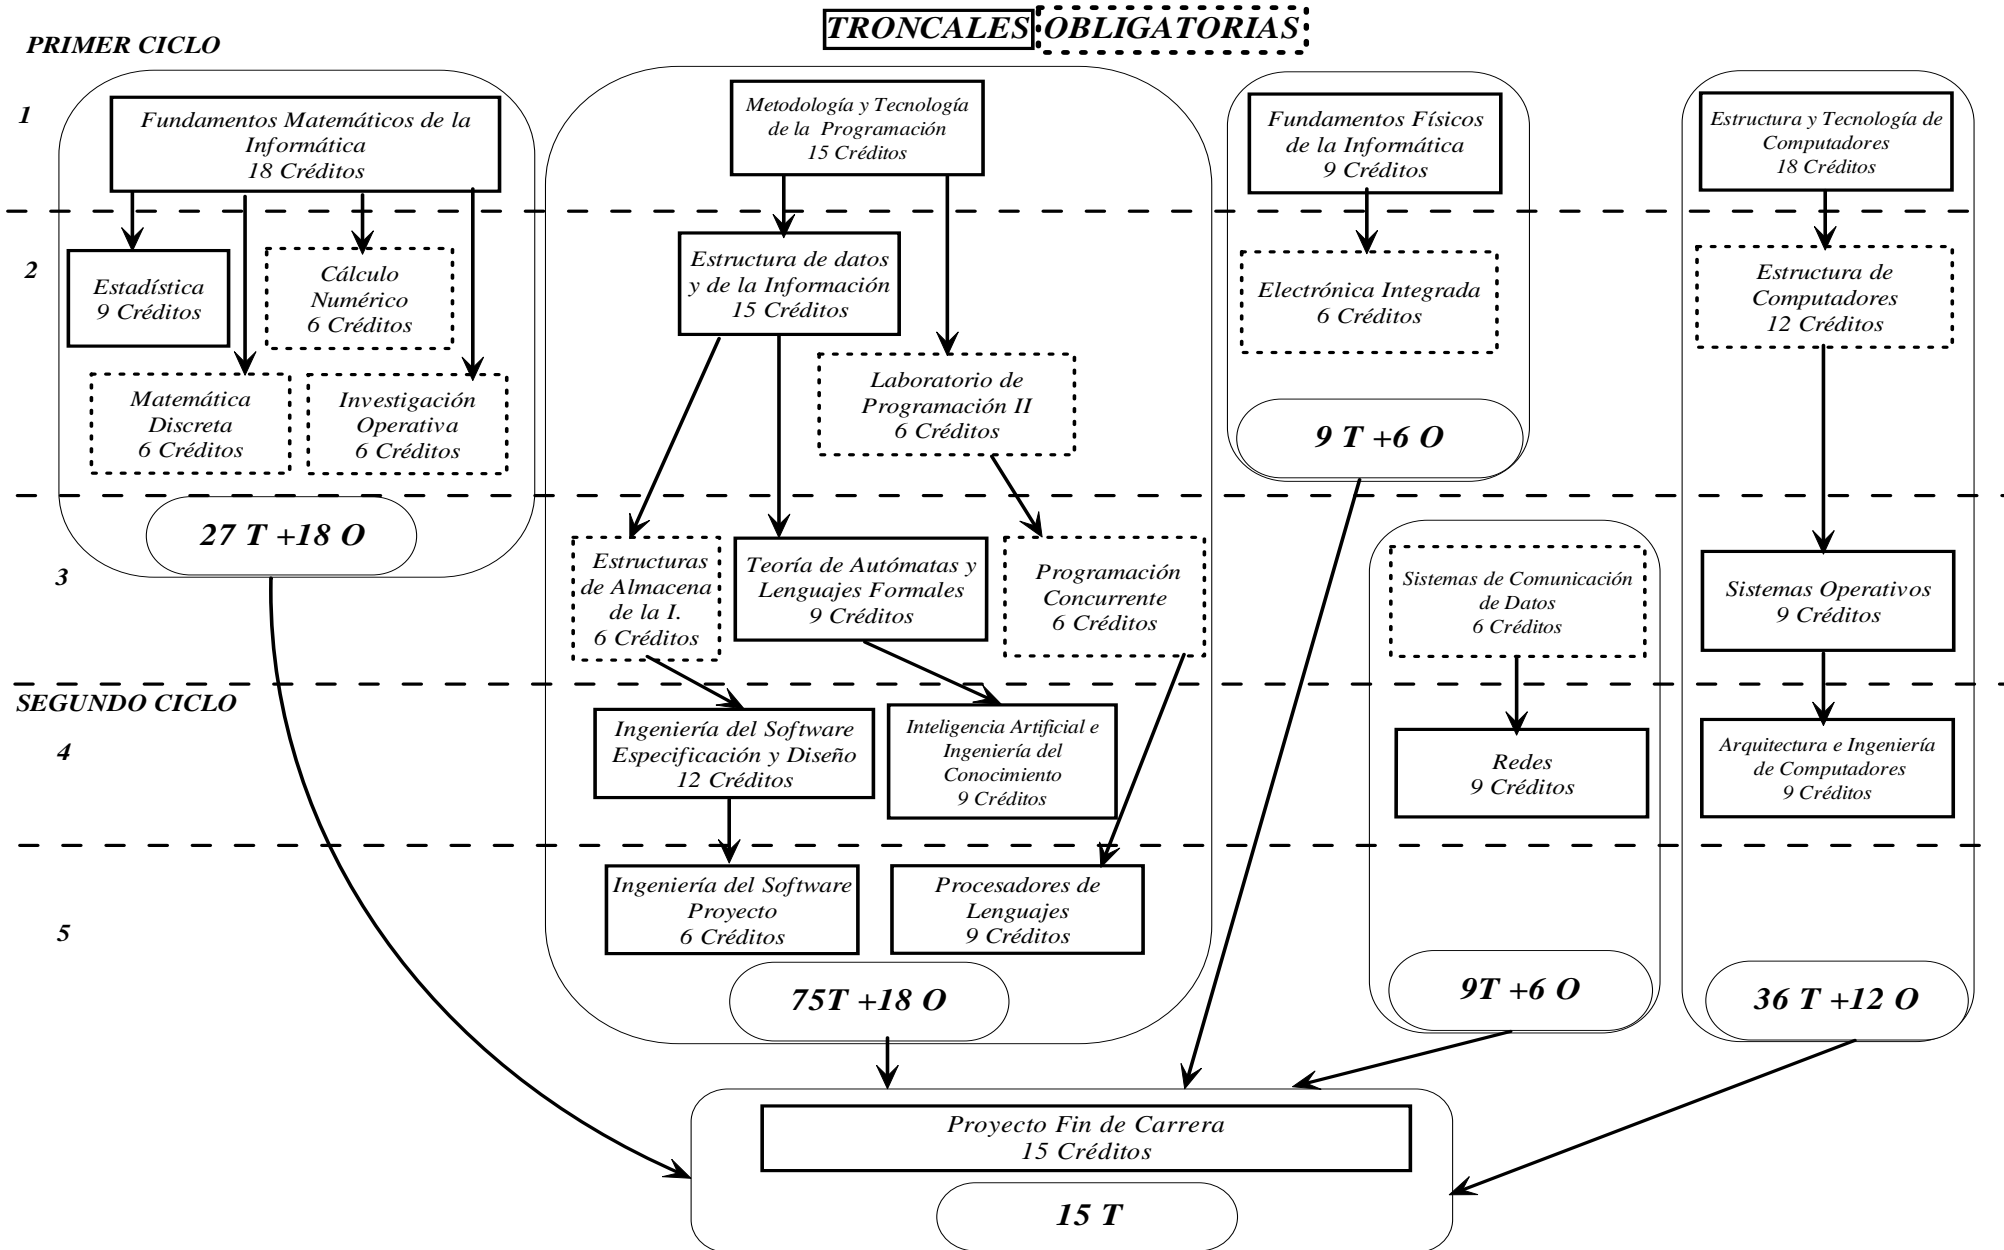 TRONCALES OBLIGATORIAS
PRIMER CICLO
1
Fundamentos Matemáticos de la
Informática
18 Créditos
Metodología y Tecnología
de la Programación
15 Créditos
Fundamentos Físicos
de la Informática
9 Créditos
Estructura y Tecnología de
Computadores
18 Créditos
2
Estadística
9 Créditos
Cálculo
Numérico
6 Créditos
Matemática
Discreta
6 Créditos
Investigación
Operativa
6 Créditos
Estructura de datos
y de la Información
15 Créditos
Laboratorio de
Programación II
6 Créditos
Electrónica Integrada
6 Créditos
Estructura de
Computadores
12 Créditos
9 T +6 O
27 T +18 O
3
Estructuras
de Almacena
de la I.
6 Créditos
Teoría de Autómatas y
Lenguajes Formales
9 Créditos
Programación
Concurrente
6 Créditos
Sistemas de Comunicación
de Datos
6 Créditos
Sistemas Operativos
9 Créditos
SEGUNDO CICLO
4
Ingeniería del Software
Especificación y Diseño
12 Créditos
Inteligencia Artificial e
Ingeniería del
Conocimiento
9 Créditos
Redes
9 Créditos
Arquitectura e Ingeniería
de Computadores
9 Créditos
5
Ingeniería del Software
Proyecto
6 Créditos
Procesadores de
Lenguajes
9 Créditos
75T +18 O
9T +6 O
36 T +12 O
Proyecto Fin de Carrera
15 Créditos
15 T